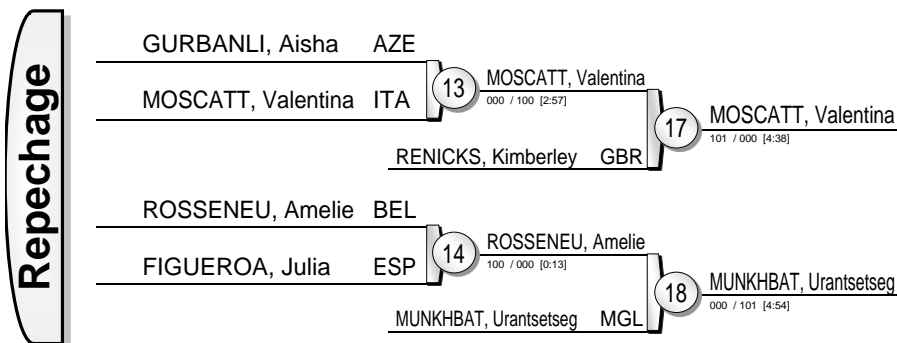 Repechage
GURBANLI, Aisha AZE
MOSCATT, Valentina ITA
13
MOSCATT, Valentina
000 / 100 [2:57]
RENICKS, Kimberley GBR
17
MOSCATT, Valentina
101 / 000 [4:38]
ROSSENEU, Amelie BEL
FIGUEROA, Julia ESP
14
ROSSENEU, Amelie
100 / 000 [0:13]
MUNKHBAT, Urantsetseg MGL
18
MUNKHBAT, Urantsetseg
000 / 101 [4:54]